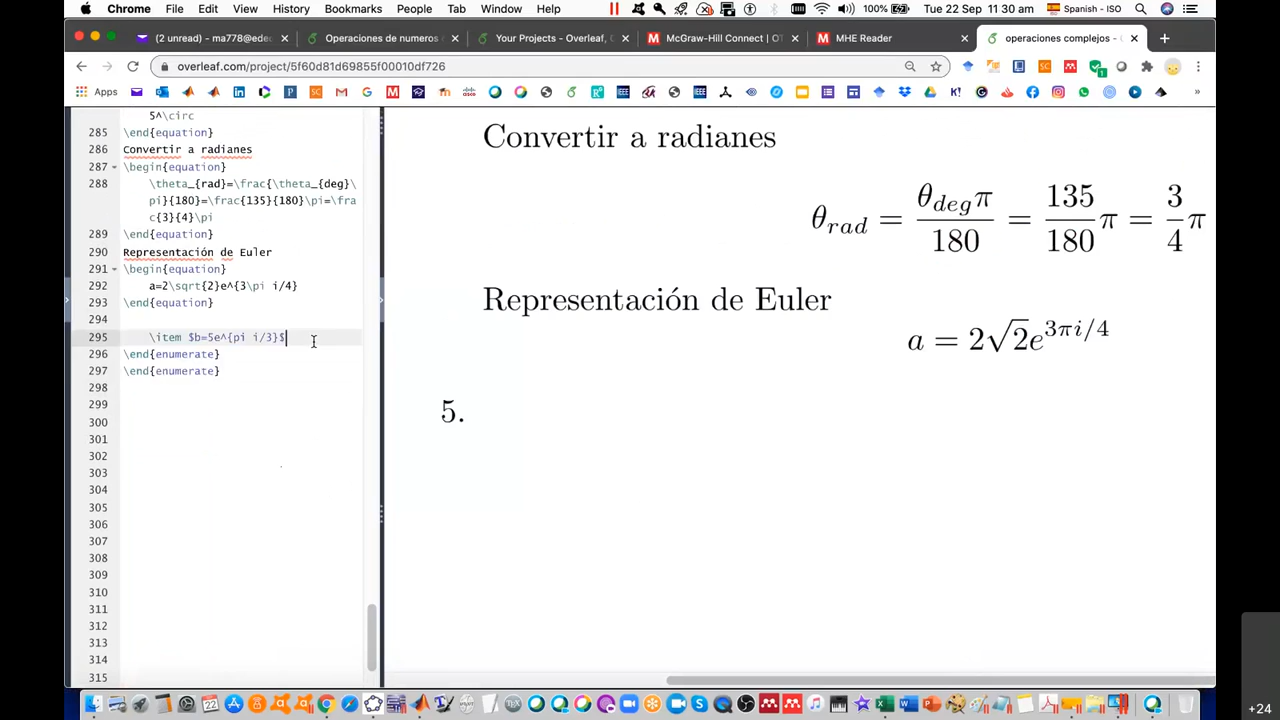 Chrome File Edit View History Bookmarks People Tab Window Help 100% Tue 22 Sep 11:30 am Spanish - ISO
(2 unread) - ma778@ede Operaciones de numeros Your Projects - Overleaf, McGraw-Hill Connect | OT MHE Reader operaciones complejos -
overleaf.com/project/5f60d81d69855f00010df726
Apps
5^\circ
285 \end{equation}
286 Convertir a radianes
287 \begin{equation}
288 \theta_{rad}=\frac{\theta_{deg}\
pi}{180}=\frac{135}{180}\pi=\fra
c{3}{4}\pi
289 \end{equation}
290 Representación de Euler
291 \begin{equation}
292 a=2\sqrt{2}e^{3\pi i/4}
293 \end{equation}
294
295 \item $b=5e^{pi i/3}$
296 \end{enumerate}
297 \end{enumerate}
298
299
300
301
302
303
304
305
306
307
308
309
310
311
312
313
314
315
Convertir a radianes
θ_{rad} = θ_{deg}π/180 = 135/180 π = 3/4 π
Representación de Euler
a = 2√2e^{3πi/4}
5.
+24